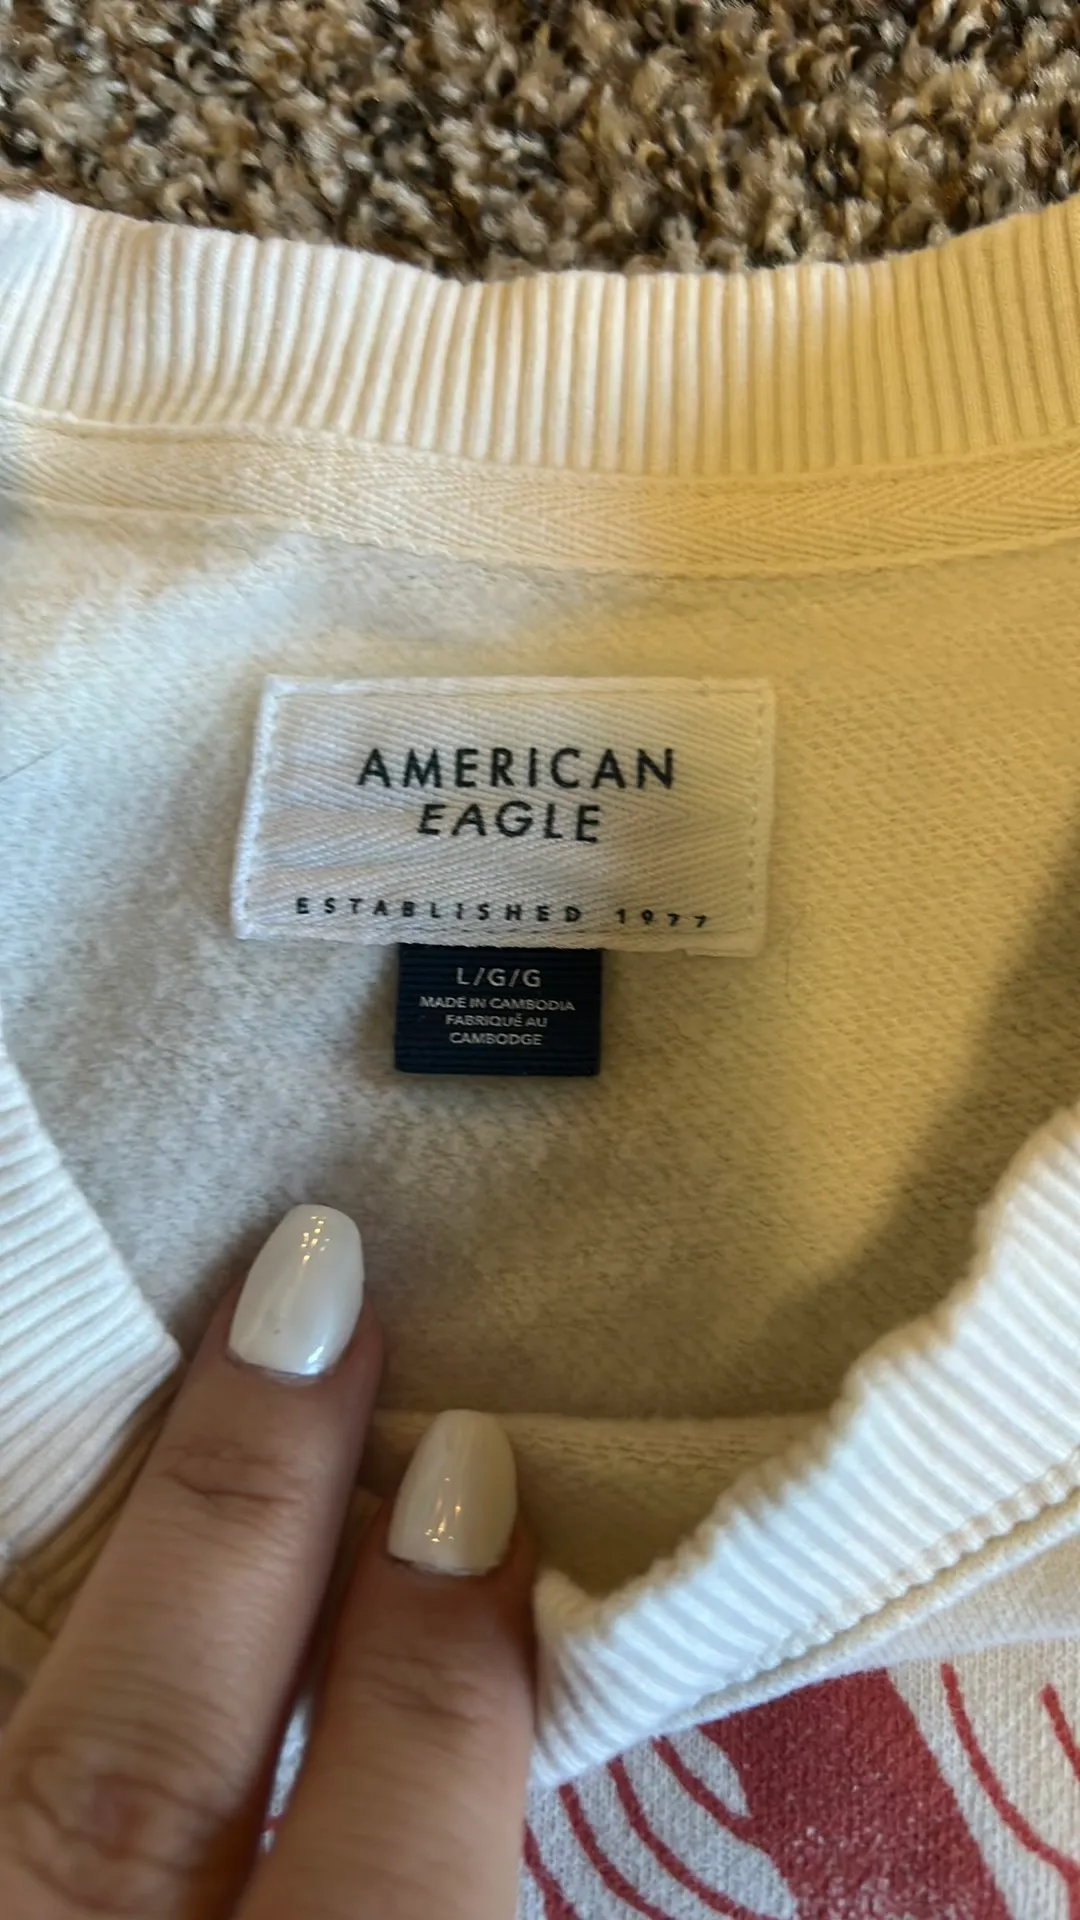 AMERICAN
EAGLE
ESTABLISHED 1977
L/G/G
MADE IN CAMBODIA
FABRIQUÉ AU
CAMBODGE